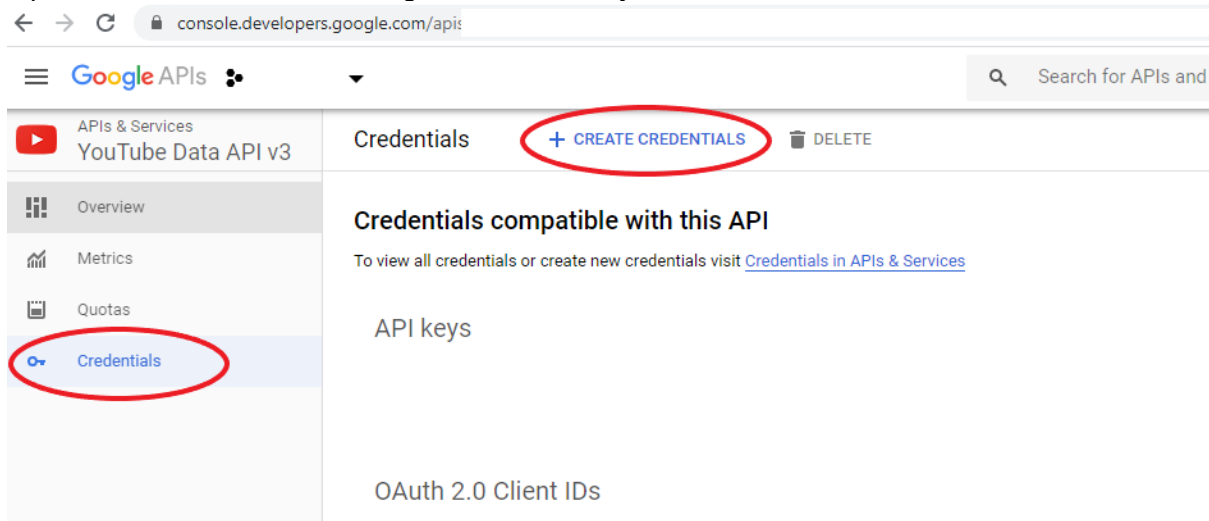 console.developers.google.com/apis
Google APIs
Search for APIs and
APIs & Services
YouTube Data API v3
Credentials
+ CREATE CREDENTIALS
DELETE
Overview
Metrics
Quotas
Credentials
Credentials compatible with this API
To view all credentials or create new credentials visit Credentials in APIs & Services
API keys
OAuth 2.0 Client IDs